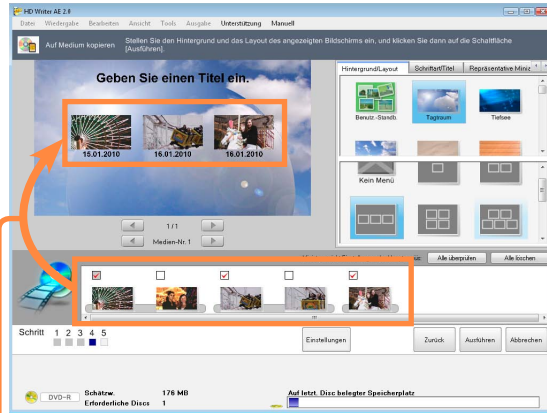 HD Writer AE 2.0
Datei Wiedergabe Bearbeiten Ansicht Tools Ausgabe Unterstützung Manuell
Auf Medium kopieren
Stellen Sie den Hintergrund und das Layout des angezeigten Bildschirms ein, und klicken Sie dann auf die Schaltfläche
[Ausführen].
Geben Sie einen Titel ein.
15.01.2010 16.01.2010 16.01.2010
1/1
Medien-Nr. 1
Hintergrund/Layout Schriftart/Titel Repräsentative Miniz
Benutz.-Standb. Tagtraum Tiefsee
Kein Menü
Alle überprüfen Alle löschen
Schritt 1 2 3 4 5
Einstellungen Zurück Ausführen Abbrechen
DVD-R
Schätzw. 176 MB
Erforderliche Discs 1
Auf letzt. Disc belegter Speicherplatz